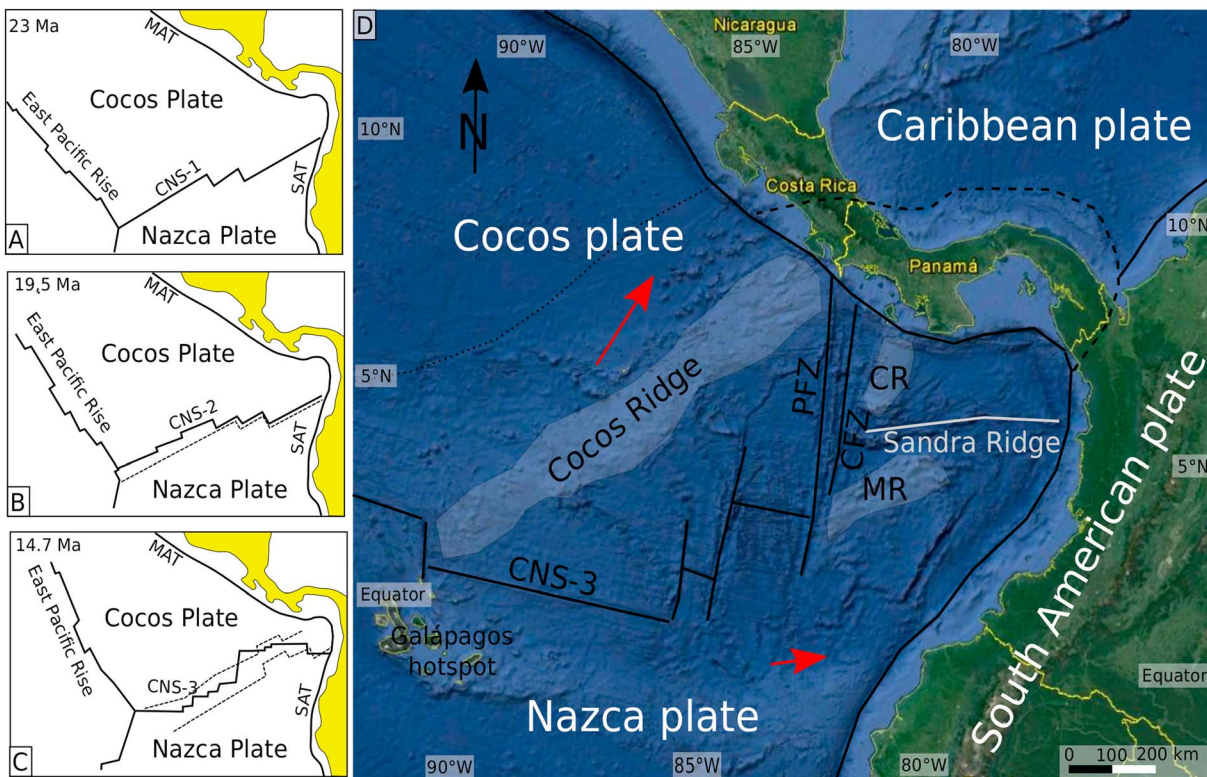 23 Ma
MAT
Cocos Plate
East Pacific Rise
CNS-1
SAT
Nazca Plate
A
19,5 Ma
MAT
East Pacific Rise
Cocos Plate
CNS-2
SAT
Nazca Plate
B
14.7 Ma
MAT
East Pacific Rise
Cocos Plate
CNS-3
SAT
Nazca Plate
C
D
90°W
Nicaragua
85°W
80°W
N
10°N
Caribbean plate
Costa Rica
Cocos plate
10°N
Panamá
5°N
PFZ
CR
Cocos Ridge
CFZ
Sandra Ridge
MR
5°N
South American plate
CNS-3
Equator
Galápagos
hotspot
Equator
Nazca plate
90°W
85°W
80°W
0 100 200 km